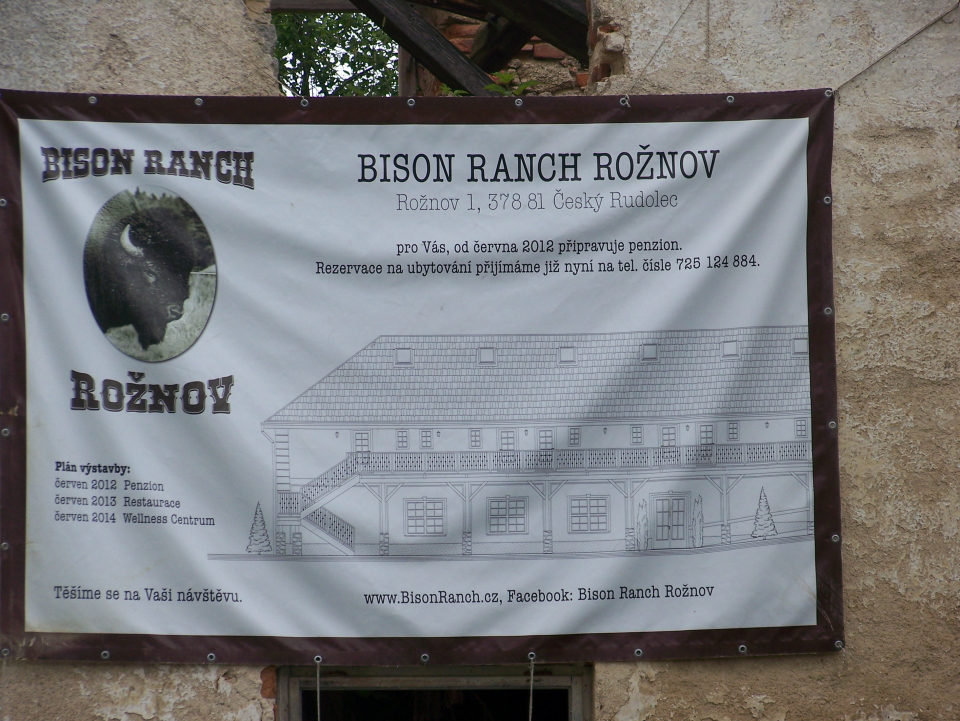 BISON RANCH
ROŽNOV
BISON RANCH ROŽNOV
Rožnov 1, 378 81 Český Rudolec
pro Vás, od června 2012 připravuje penzion.
Rezervace na ubytování přijímáme již nyní na tel. čísle 725 124 884.
Plán výstavby:
červen 2012 Penzion
červen 2013 Restaurace
červen 2014 Wellness Centrum
Těšíme se na Vaši návštěvu.
www.BisonRanch.cz, Facebook: Bison Ranch Rožnov